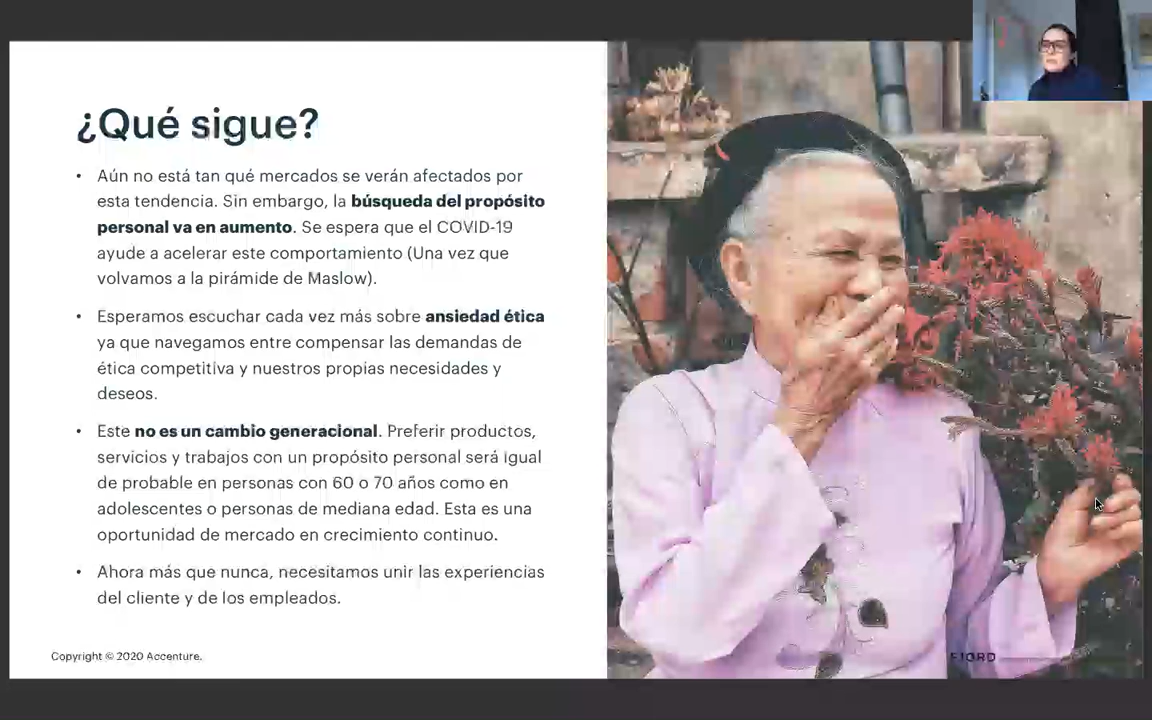 ¿Qué sigue?
• Aún no está tan qué mercados se verán afectados por
esta tendencia. Sin embargo, la búsqueda del propósito
personal va en aumento. Se espera que el COVID-19
ayude a acelerar este comportamiento (Una vez que
volvamos a la pirámide de Maslow).
• Esperamos escuchar cada vez más sobre ansiedad ética
ya que navegamos entre compensar las demandas de
ética competitiva y nuestros propias necesidades y
deseos.
• Este no es un cambio generacional. Preferir productos,
servicios y trabajos con un propósito personal será igual
de probable en personas con 60 o 70 años como en
adolescentes o personas de mediana edad. Esta es una
oportunidad de mercado en crecimiento continuo.
• Ahora más que nunca, necesitamos unir las experiencias
del cliente y de los empleados.
Copyright © 2020 Accenture.
FJORD